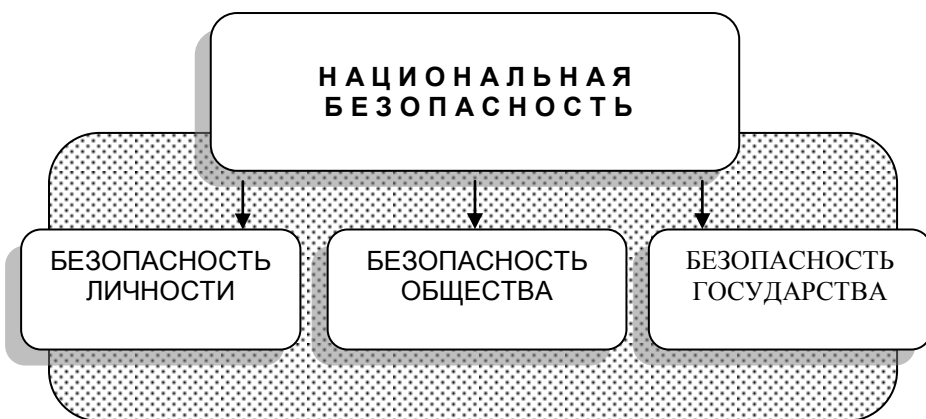 НАЦИОНАЛЬНАЯ
БЕЗОПАСНОСТЬ
БЕЗОПАСНОСТЬ
ЛИЧНОСТИ
БЕЗОПАСНОСТЬ
ОБЩЕСТВА
БЕЗОПАСНОСТЬ
ГОСУДАРСТВА